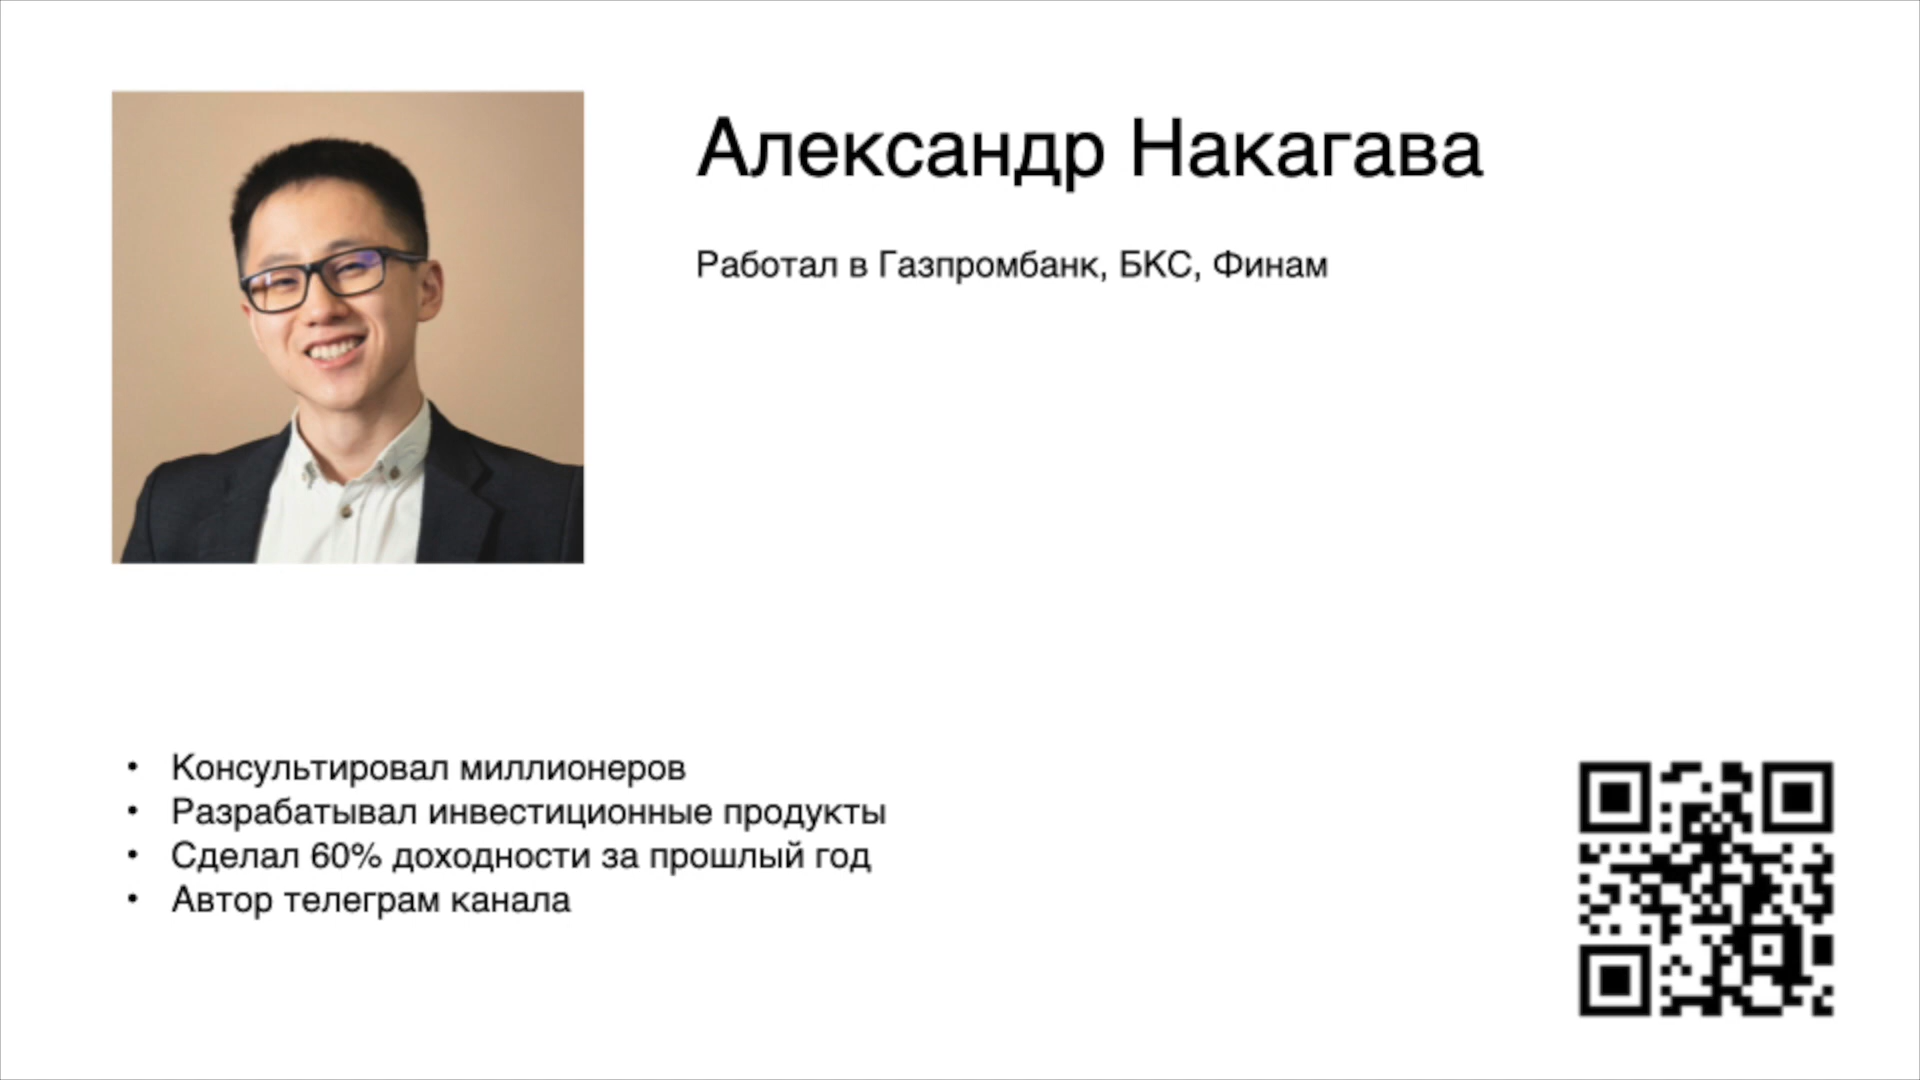 Александр Накагава
Работал в Газпромбанк, БКС, Финам
• Консультировал миллионеров
• Разрабатывал инвестиционные продукты
• Сделал 60% доходности за прошлый год
• Автор телеграм канала